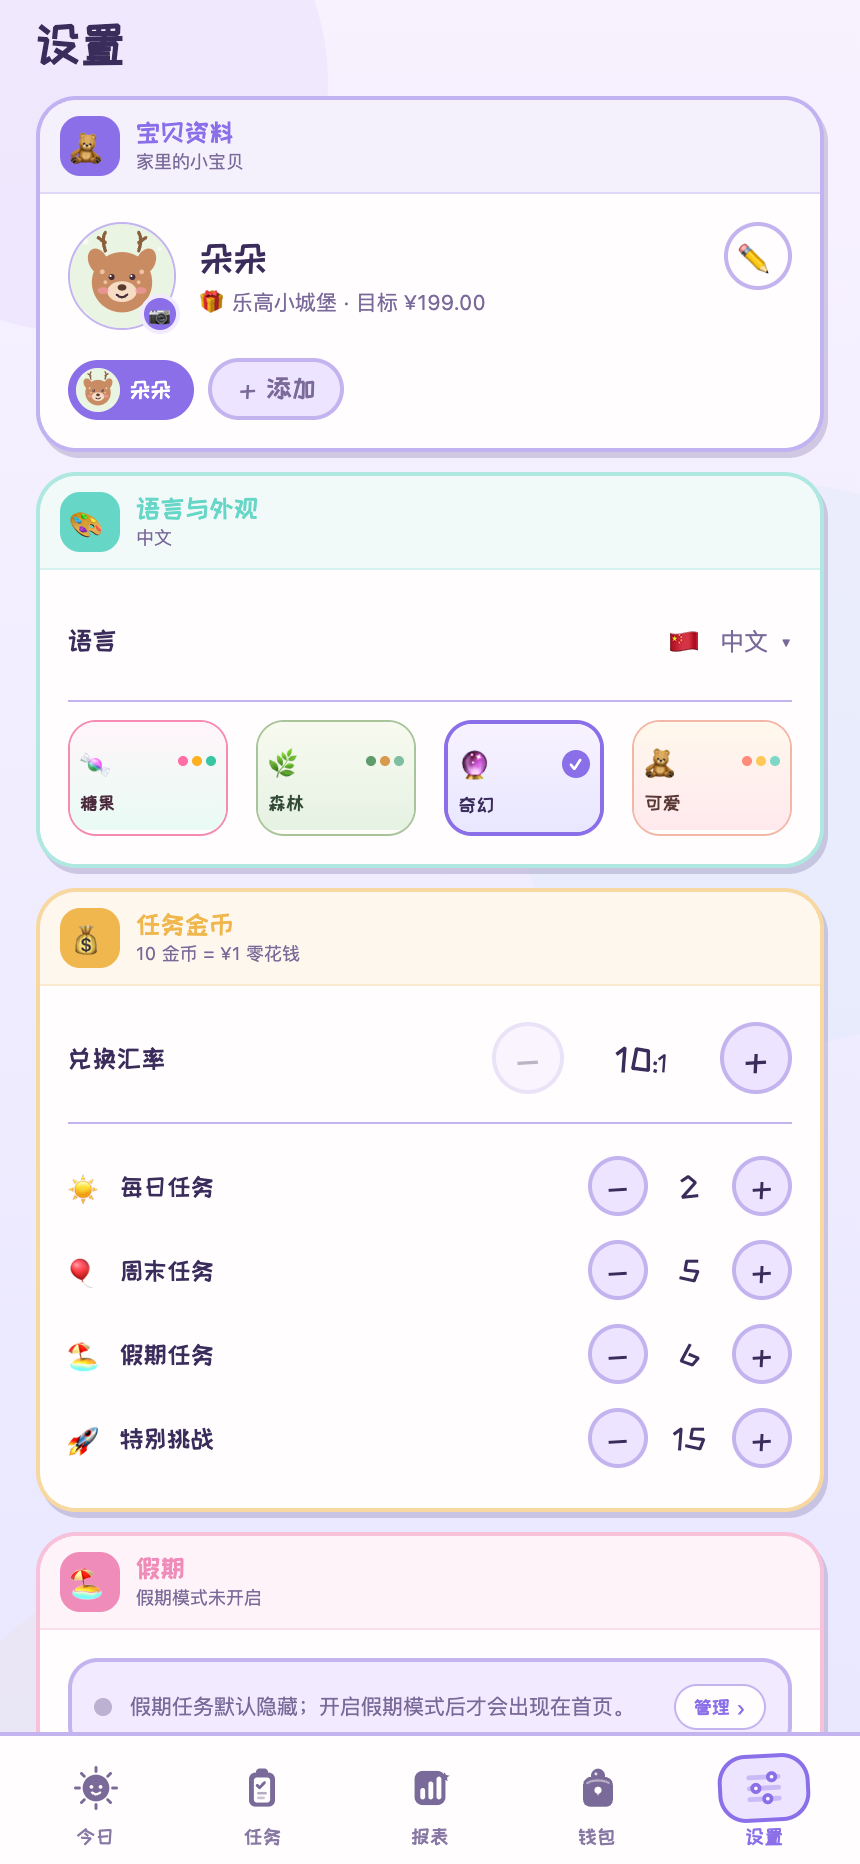 设置
宝贝资料
家里的小宝贝
朵朵
乐高小城堡 · 目标 ¥199.00
朵朵
+ 添加
语言与外观
中文
语言
中文 ▾
糖果
森林
奇幻
可爱
任务金币
10 金币 = ¥1 零花钱
兑换汇率
− 10:1 +
每日任务
− 2 +
周末任务
− 5 +
假期任务
− 6 +
特别挑战
− 15 +
假期
假期模式未开启
假期任务默认隐藏；开启假期模式后才会出现在首页。
管理 ›
今日
任务
报表
钱包
设置